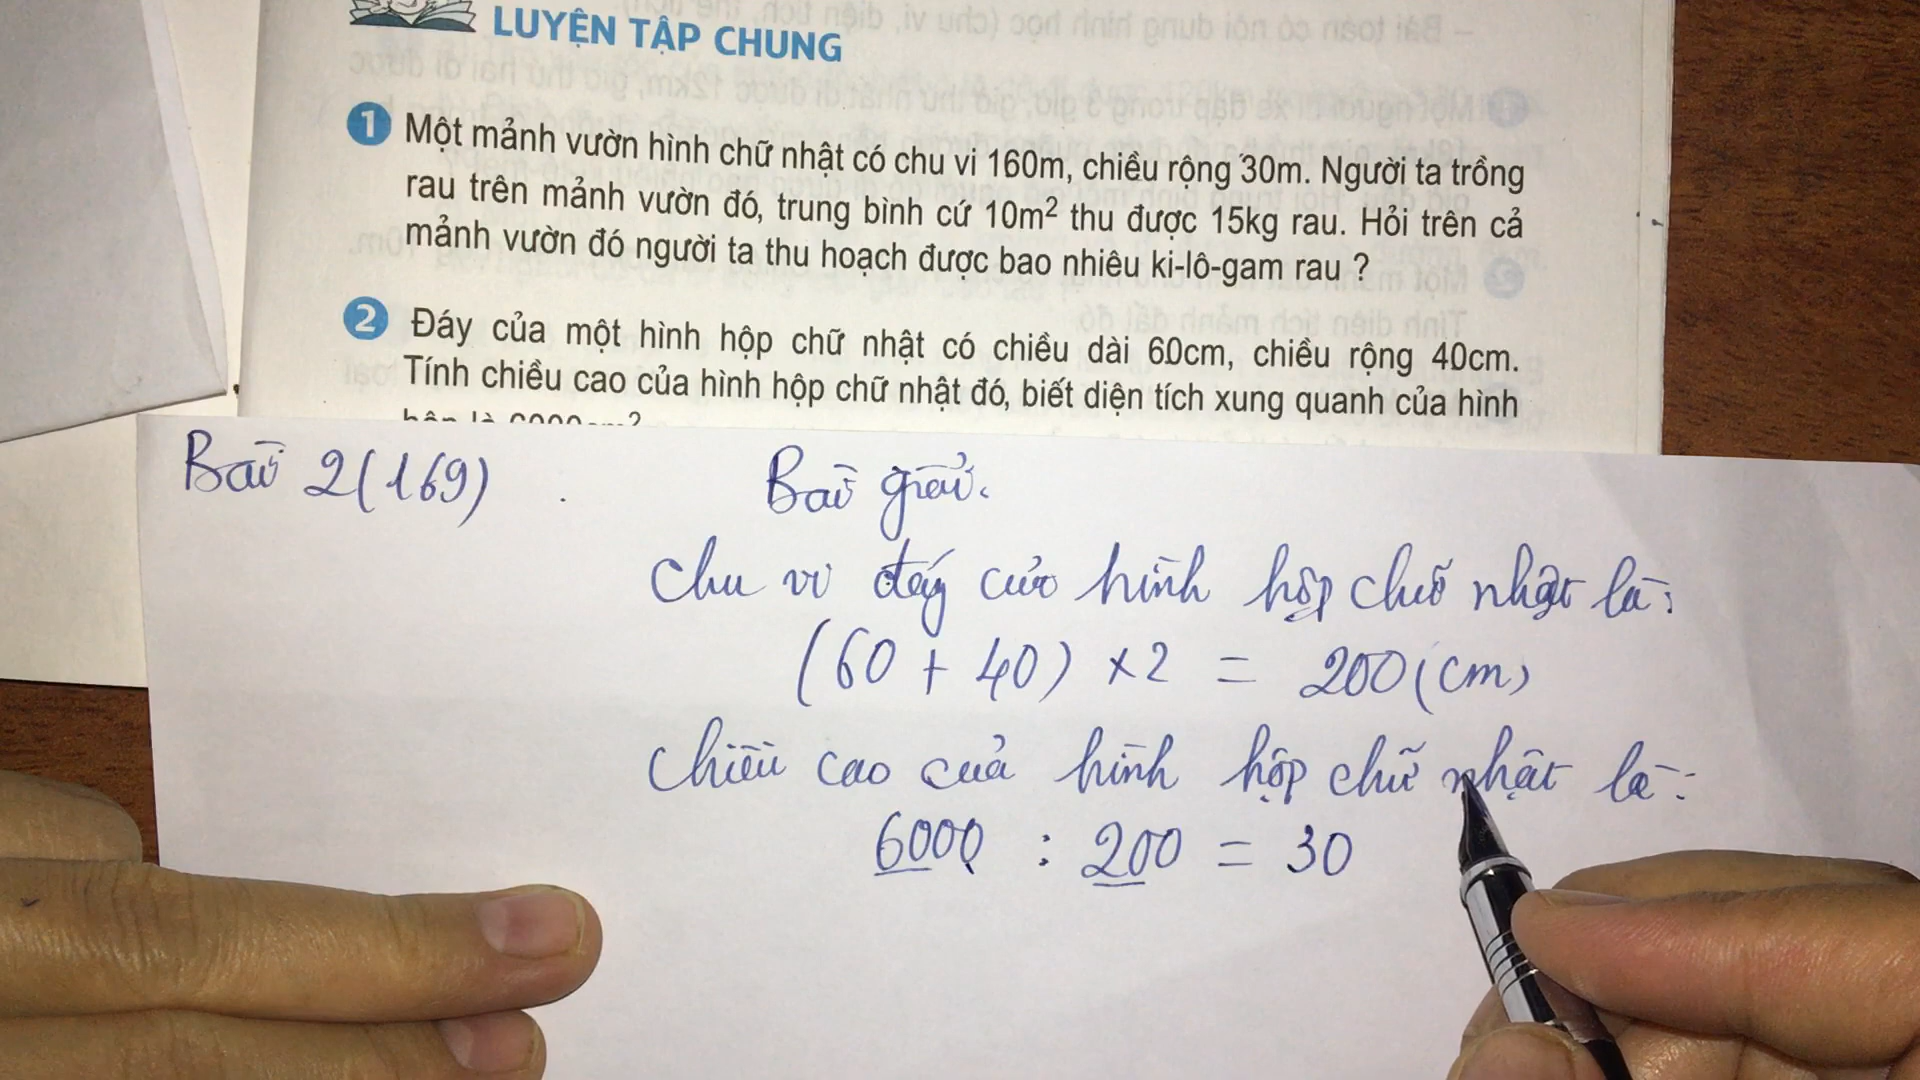 LUYỆN TẬP CHUNG
1 Một mảnh vườn hình chữ nhật có chu vi 160m, chiều rộng 30m. Người ta trồng
rau trên mảnh vườn đó, trung bình cứ 10m² thu được 15kg rau. Hỏi trên cả
mảnh vườn đó người ta thu hoạch được bao nhiêu ki-lô-gam rau ?
2 Đáy của một hình hộp chữ nhật có chiều dài 60cm, chiều rộng 40cm.
Tính chiều cao của hình hộp chữ nhật đó, biết diện tích xung quanh của hình
Bài 2(169)
Bài giải.
Chu vi đáy của hình hộp chữ nhật là:
(60 + 40) × 2 = 200 (cm)
Chiều cao của hình hộp chữ nhật là:
6000 : 200 = 30